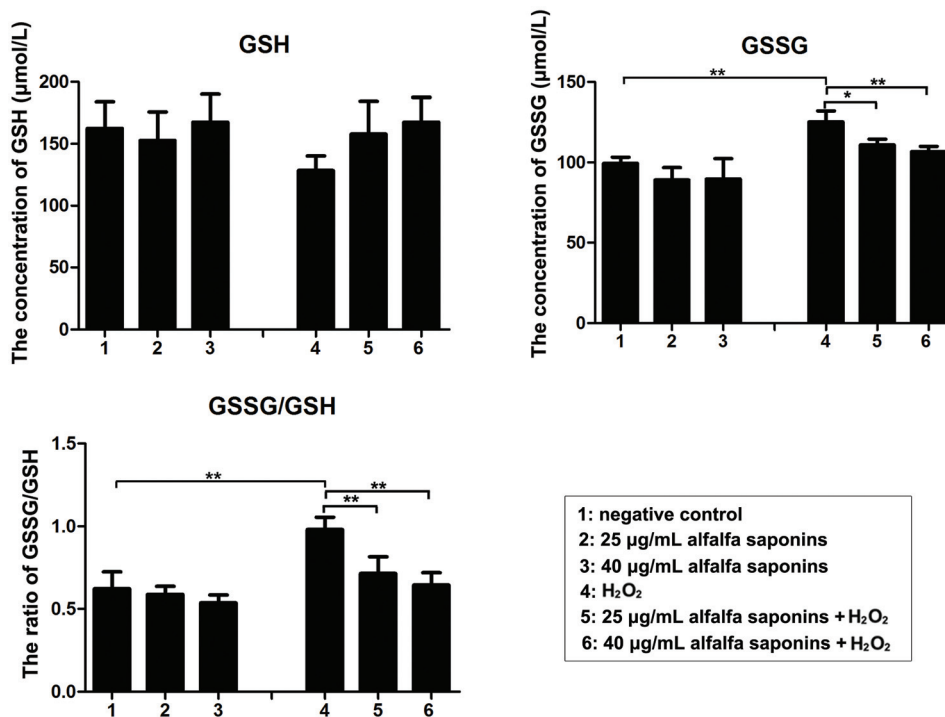 GSH
The concentration of GSH (μmol/L)
200
150
100
50
0
1 2 3 4 5 6
GSSG
The concentration of GSSG (μmol/L)
150
100
50
0
**
**
*
1 2 3 4 5 6
GSSG/GSH
The ratio of GSSG/GSH
1.5
1.0
0.5
0.0
**
**
**
1 2 3 4 5 6
1: negative control
2: 25 μg/mL alfalfa saponins
3: 40 μg/mL alfalfa saponins
4: H₂O₂
5: 25 μg/mL alfalfa saponins + H₂O₂
6: 40 μg/mL alfalfa saponins + H₂O₂